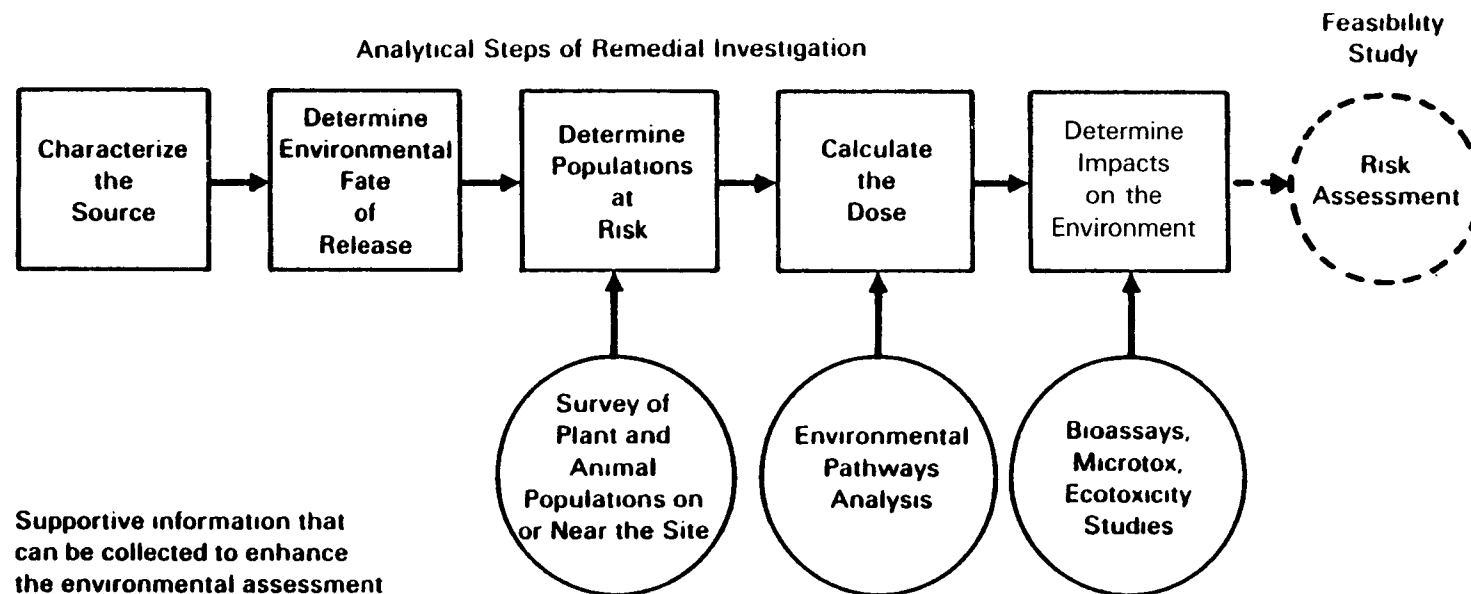 Feasibility
Study
Analytical Steps of Remedial Investigation
Characterize
the
Source
Determine
Environmental
Fate
of
Release
Determine
Populations
at
Risk
Calculate
the
Dose
Determine
Impacts
on the
Environment
Risk
Assessment
Survey of
Plant and
Animal
Populations on
or Near the Site
Environmental
Pathways
Analysis
Bioassays,
Microtox,
Ecotoxicity
Studies
Supportive information that
can be collected to enhance
the environmental assessment